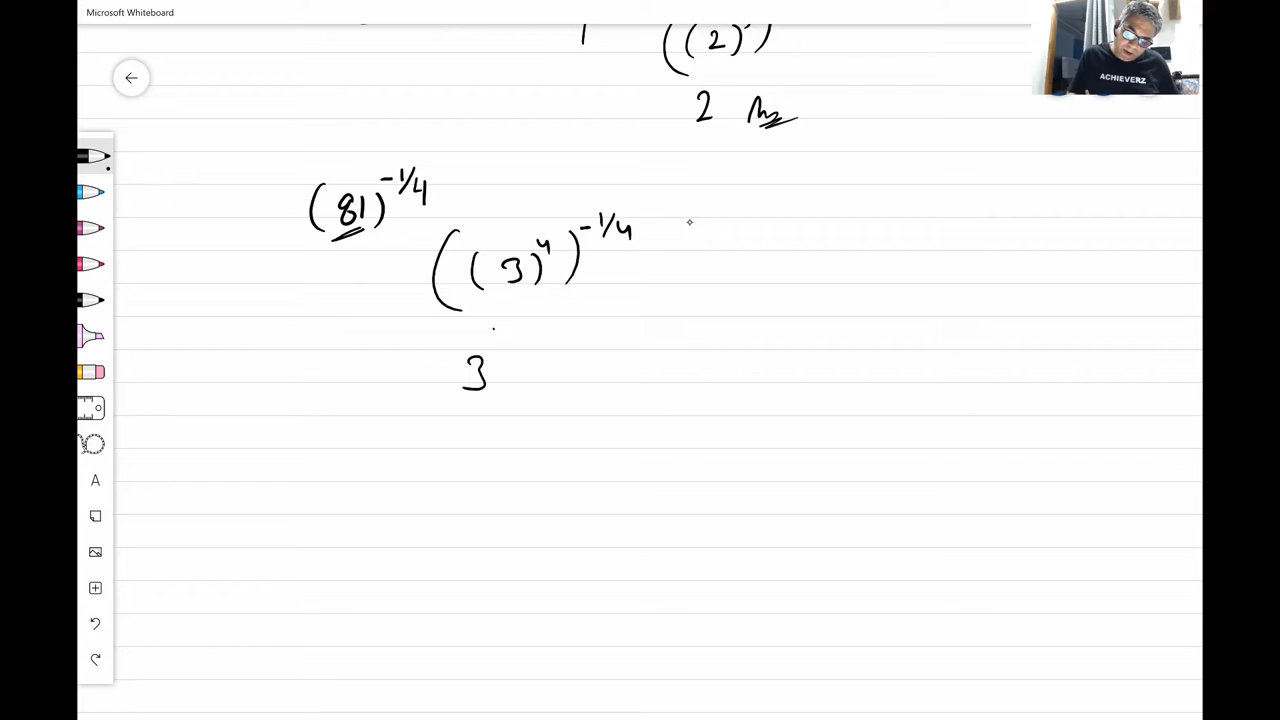 Microsoft Whiteboard
((2)
ACHIEVERZ
2 Ans
(81)^-1/4
((3)^4)^-1/4
3
A